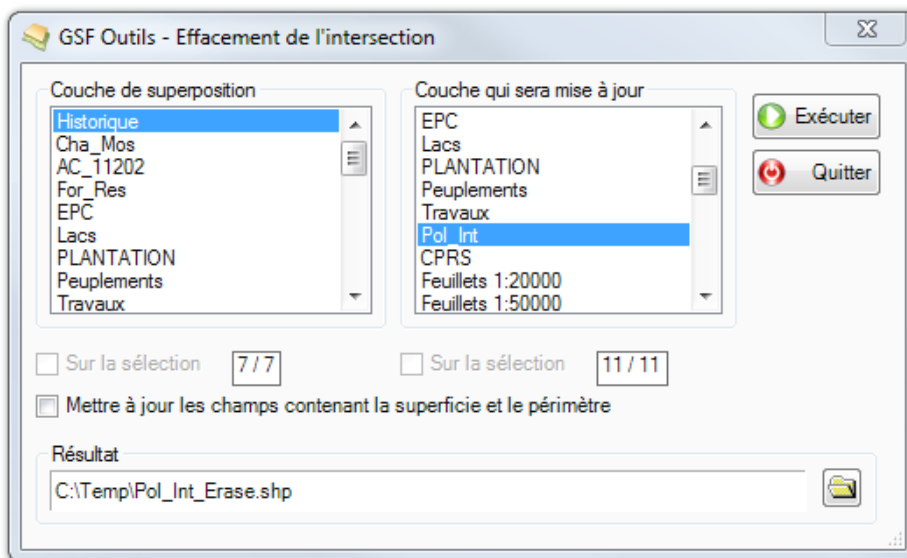 GSF Outils - Effacement de l'intersection
Couche de superposition
Historique
Cha_Mos
AC_11202
For_Res
EPC
Lacs
PLANTATION
Peuplements
Travaux
Couche qui sera mise à jour
EPC
Lacs
PLANTATION
Peuplements
Travaux
Pol_Int
CPRS
Feuillets 1:20000
Feuillets 1:50000
Exécuter
Quitter
Sur la sélection 7 / 7
Sur la sélection 11 / 11
Mettre à jour les champs contenant la superficie et le périmètre
Résultat
C:\Temp\Pol_Int_Erase.shp